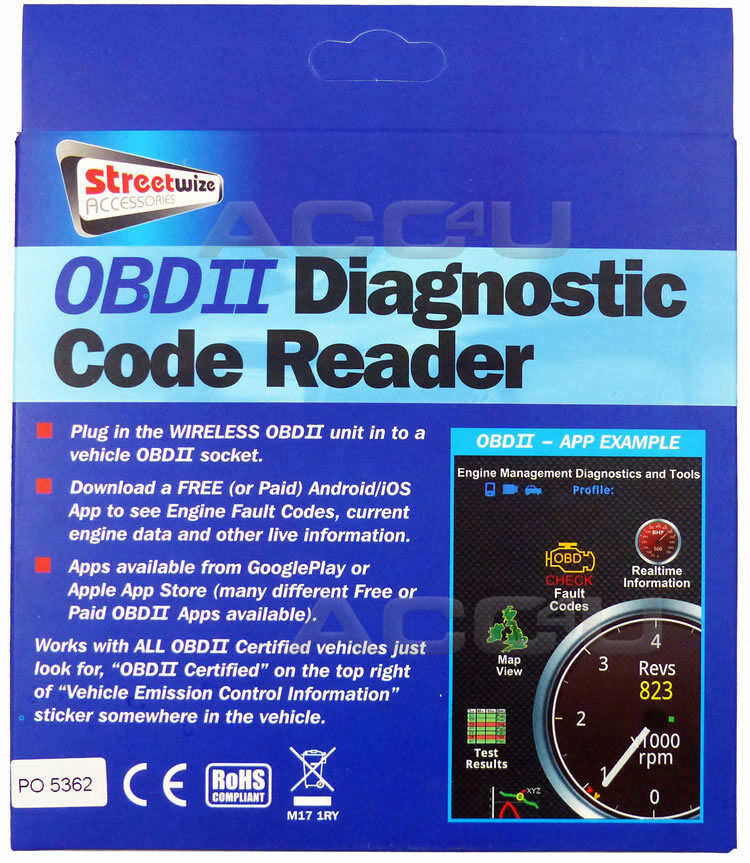 streetwize
ACCESSORIES
ACC4U
OBDII Diagnostic
Code Reader
Plug in the WIRELESS OBDII unit in to a
vehicle OBDII socket.
Download a FREE (or Paid) Android/iOS
App to see Engine Fault Codes, current
engine data and other live information.
Apps available from GooglePlay or
Apple App Store (many different Free or
Paid OBDII Apps available).
Works with ALL OBDII Certified vehicles just
look for, “OBDII Certified” on the top right
of “Vehicle Emission Control Information”
sticker somewhere in the vehicle.
PO 5362
CE
RoHS
COMPLIANT
M17 1RY
OBDII – APP EXAMPLE
Engine Management Diagnostics and Tools
Profile:
OBD
CHECK
Fault
Codes
BHP
500
Realtime
Information
ACC4U
Map
View
Test
Results
XYZ
4
3
Revs
823
2
x1000
rpm
1
0